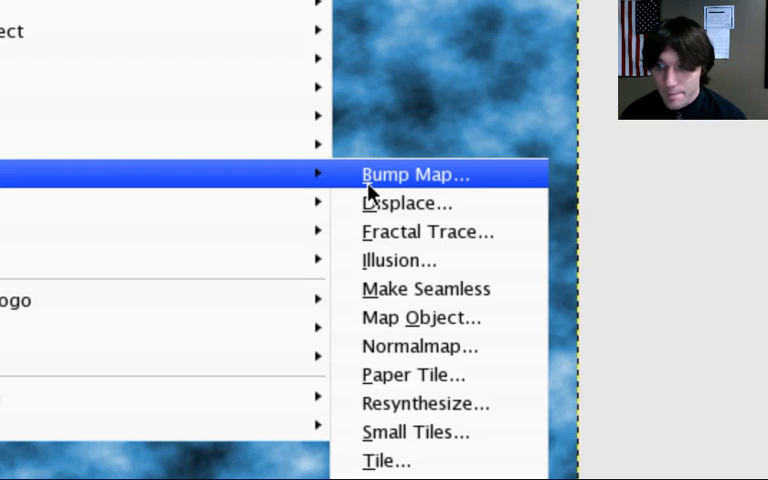 ect
Bump Map...
Displace...
Fractal Trace...
Illusion...
Make Seamless
ogo
Map Object...
Normalmap...
Paper Tile...
Resynthesize...
Small Tiles...
Tile...